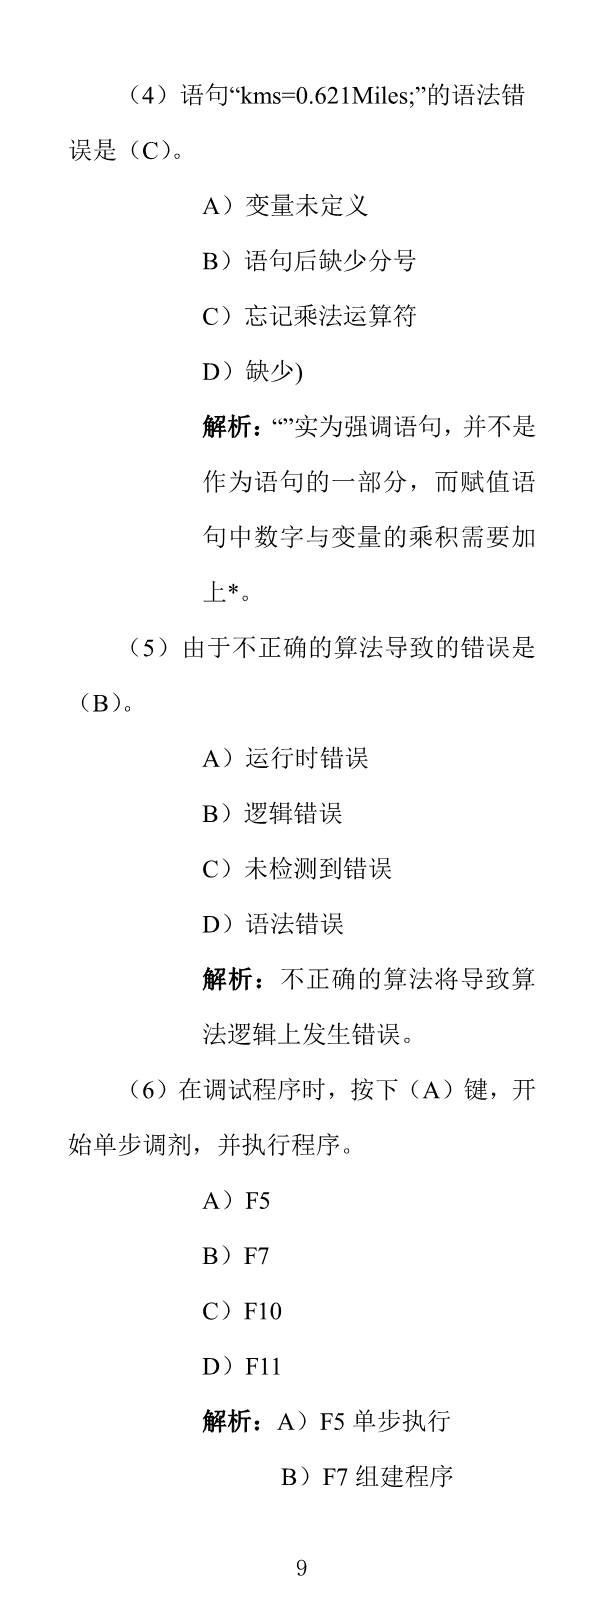 （4）语句“kms=0.621Miles;”的语法错
误是（C）。
A）变量未定义
B）语句后缺少分号
C）忘记乘法运算符
D）缺少)
解析：“”实为强调语句，并不是
作为语句的一部分，而赋值语
句中数字与变量的乘积需要加
上*。
（5）由于不正确的算法导致的错误是
（B）。
A）运行时错误
B）逻辑错误
C）未检测到错误
D）语法错误
解析：不正确的算法将导致算
法逻辑上发生错误。
（6）在调试程序时，按下（A）键，开
始单步调剂，并执行程序。
A）F5
B）F7
C）F10
D）F11
解析：A）F5 单步执行
B）F7 组建程序
9